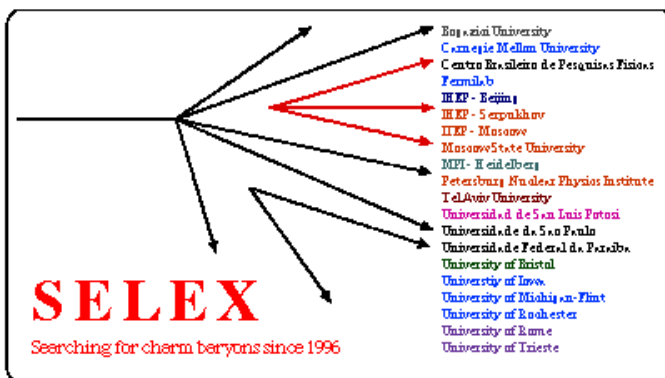 Bogazici University
Carnegie Mellon University
Centro Brasileiro de Pesquisas Fisicas
Fermilab
IHEP - Beijing
IHEP - Serpukhov
ITEP - Moscow
Moscow State University
MPI - Heidelberg
Petersburg Nuclear Physics Institute
Tel Aviv University
Universidad de San Luis Potosi
Universidade da Sao Paulo
Universidade Federal da Paraiba
University of Bristol
Universtiy of Iowa
University of Michigan-Flint
University of Rochester
University of Rome
University of Trieste
SELEX
Searching for charm baryons since 1996